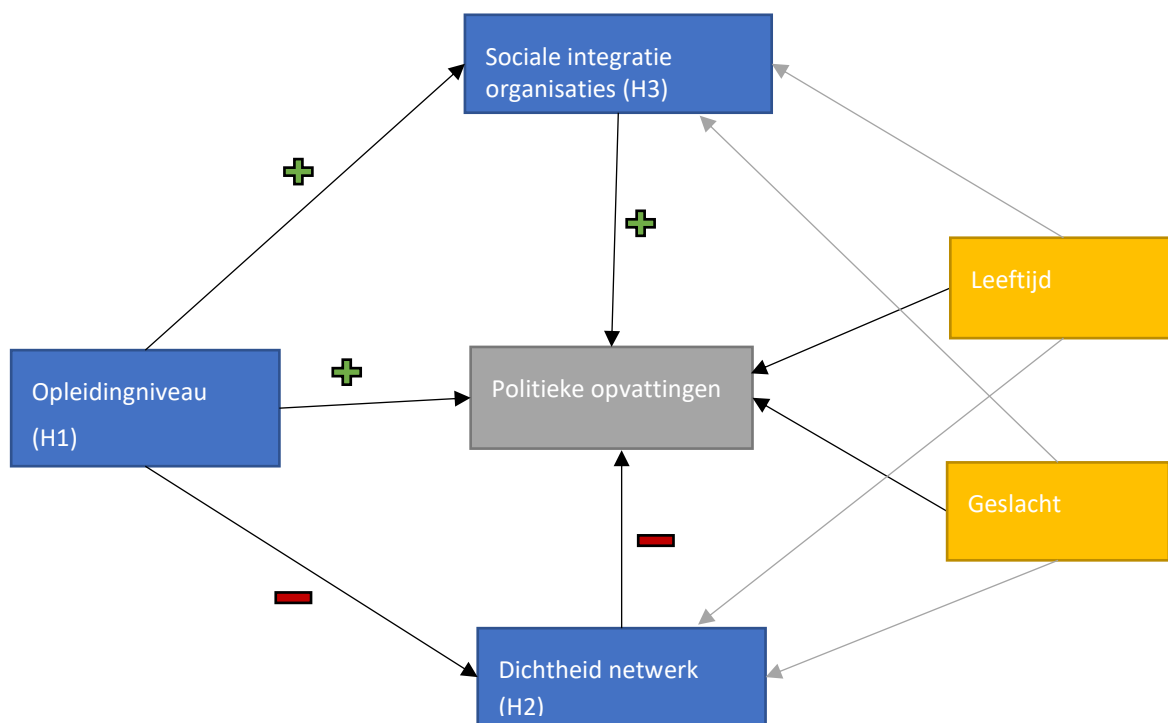 Sociale integratie
organisaties (H3)
Leeftijd
Opleidingniveau
(H1)
Politieke opvattingen
Geslacht
Dichtheid netwerk
(H2)